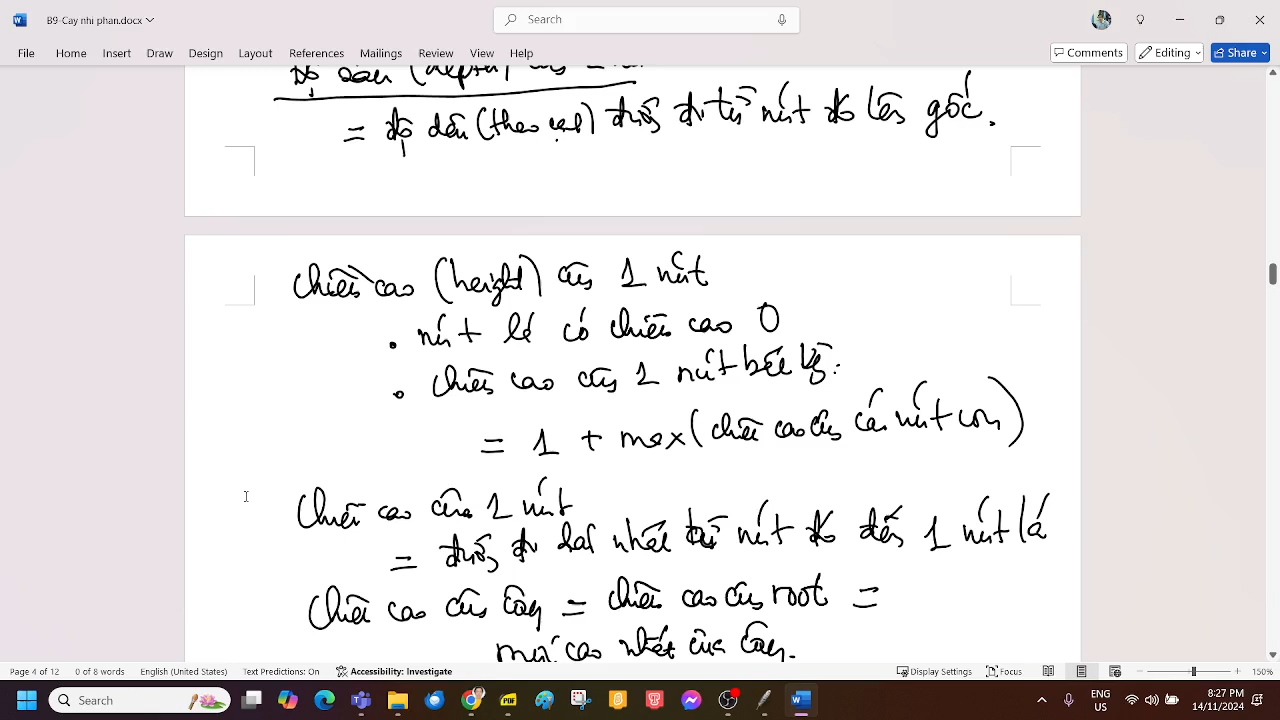 B9-Cay nhi phan.docx
Search
File Home Insert Draw Design Layout References Mailings Review View Help
Comments Editing Share
Độ sâu (depth) của 1 nút
= độ dài (theo cạnh) đường đi từ nút đó lên gốc.
Chiều cao (height) của 1 nút
. nút lá có chiều cao 0
. chiều cao của 1 nút bất kỳ:
= 1 + max(chiều cao của các nút con)
Chiều cao của 1 nút
= đường đi dài nhất từ nút đó đến 1 nút lá
Chiều cao của cây = chiều cao của root =
mức cao nhất của cây.
Page 4 of 12 0 of 8 words English (United States) Text Predictions: On Accessibility: Investigate Display Settings Focus 150%
Search ENG 8:27 PM
US 14/11/2024